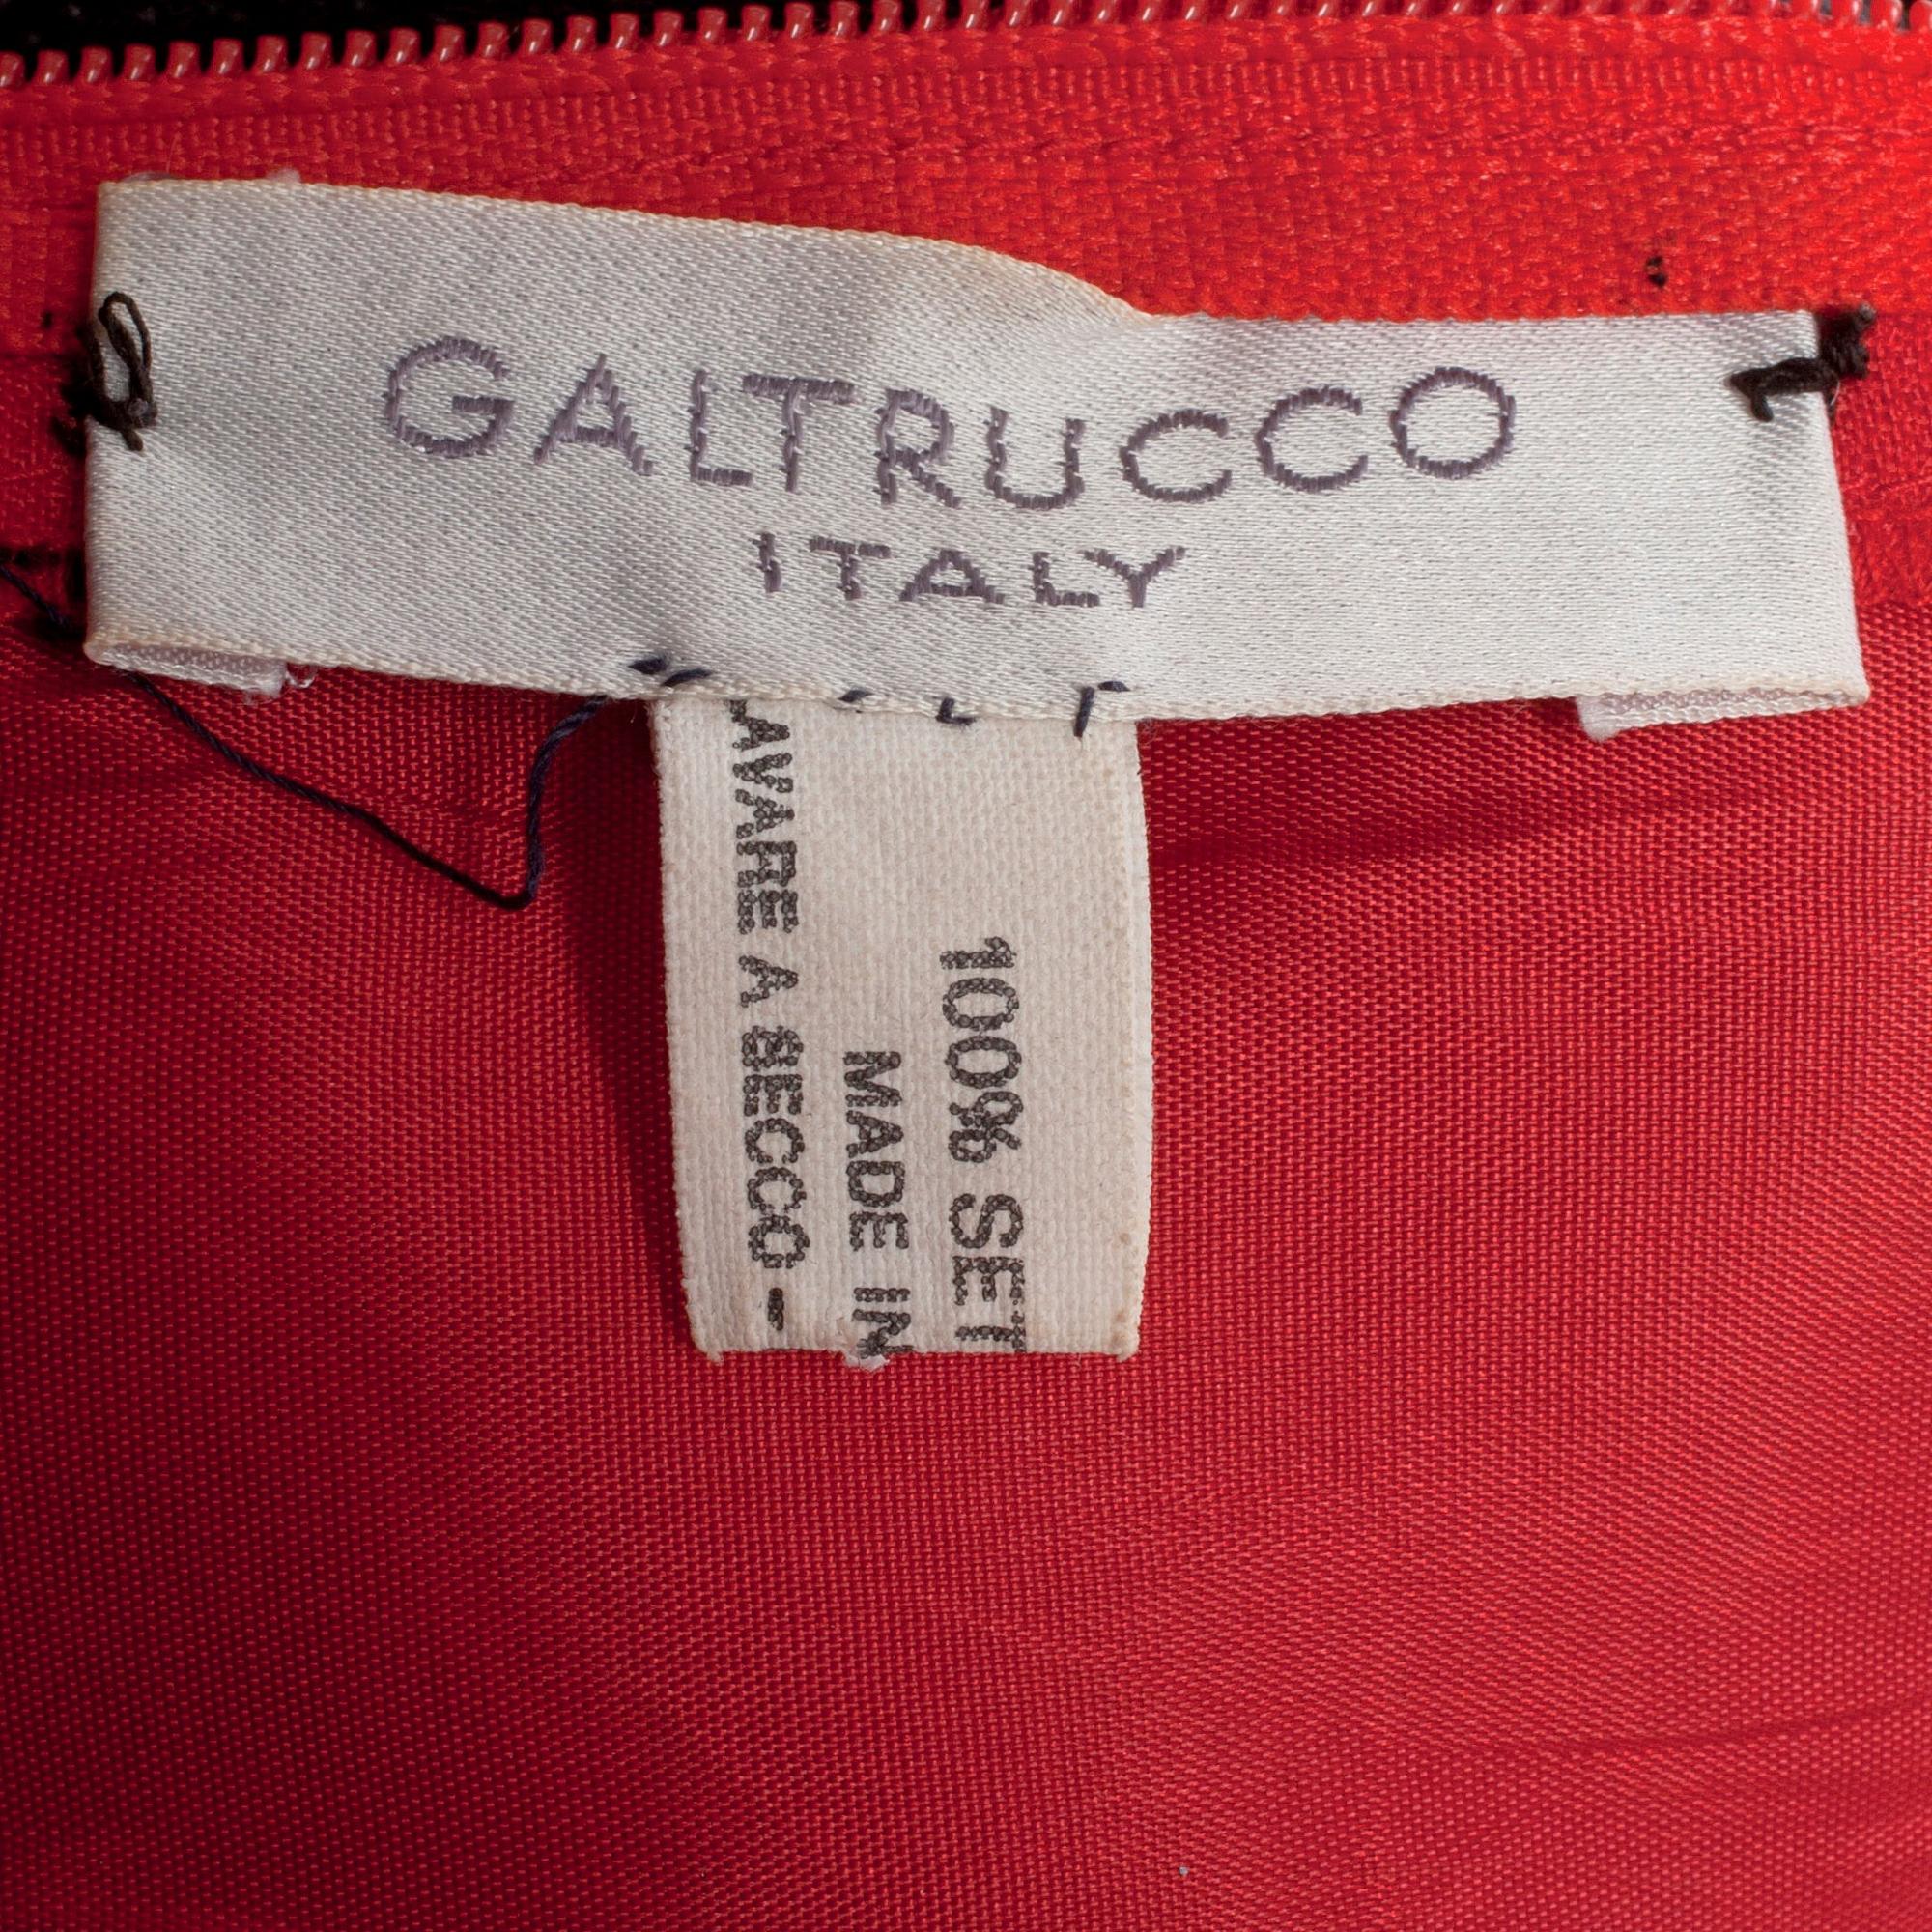 GALTRUCCO
ITALY
100% SET
MADE IN
LAVARE A SECCO -